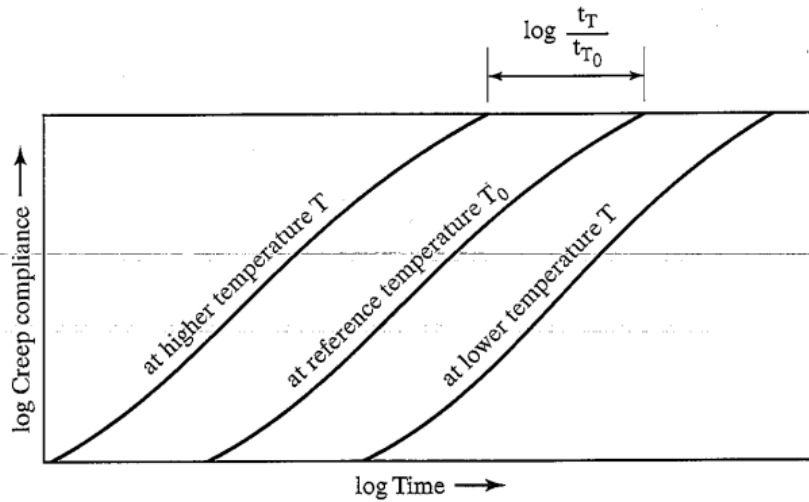 log t_T / t_T₀
at higher temperature T
at reference temperature T₀
at lower temperature T
log Creep compliance
log Time